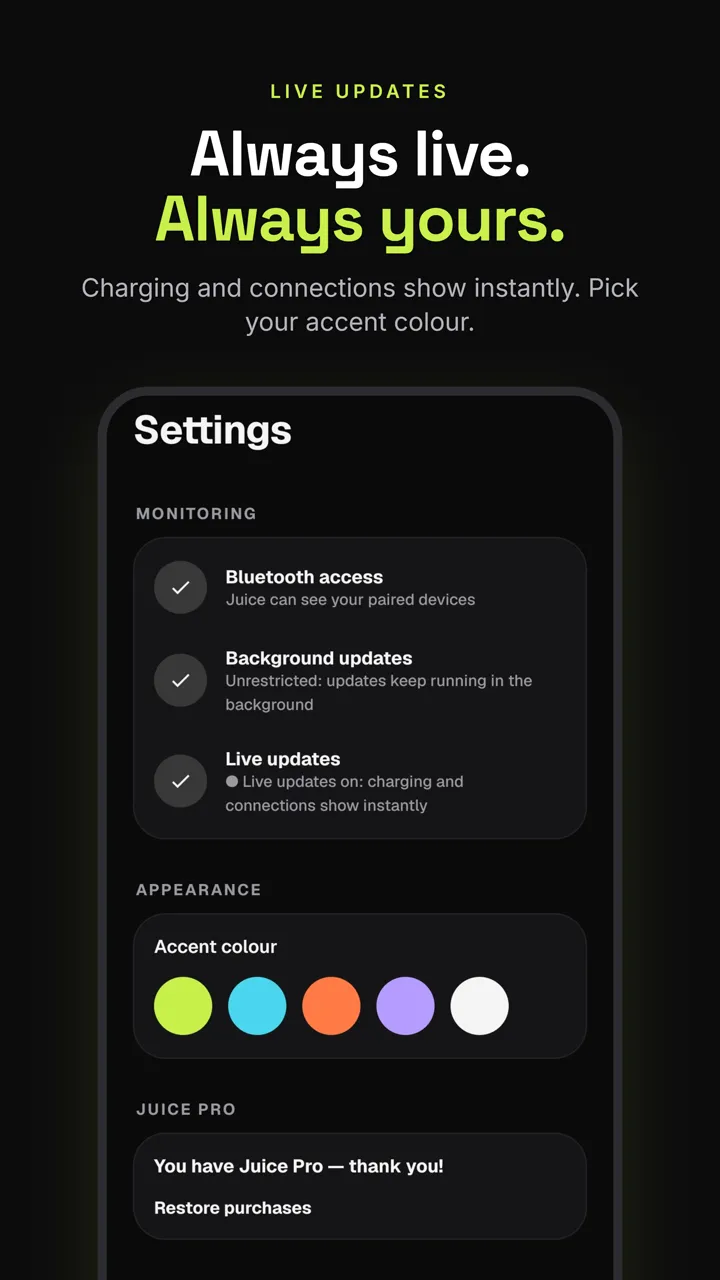 LIVE UPDATES
Always live.
Always yours.
Charging and connections show instantly. Pick
your accent colour.
Settings
MONITORING
Bluetooth access
Juice can see your paired devices
Background updates
Unrestricted: updates keep running in the
background
Live updates
● Live updates on: charging and
connections show instantly
APPEARANCE
Accent colour
JUICE PRO
You have Juice Pro — thank you!
Restore purchases